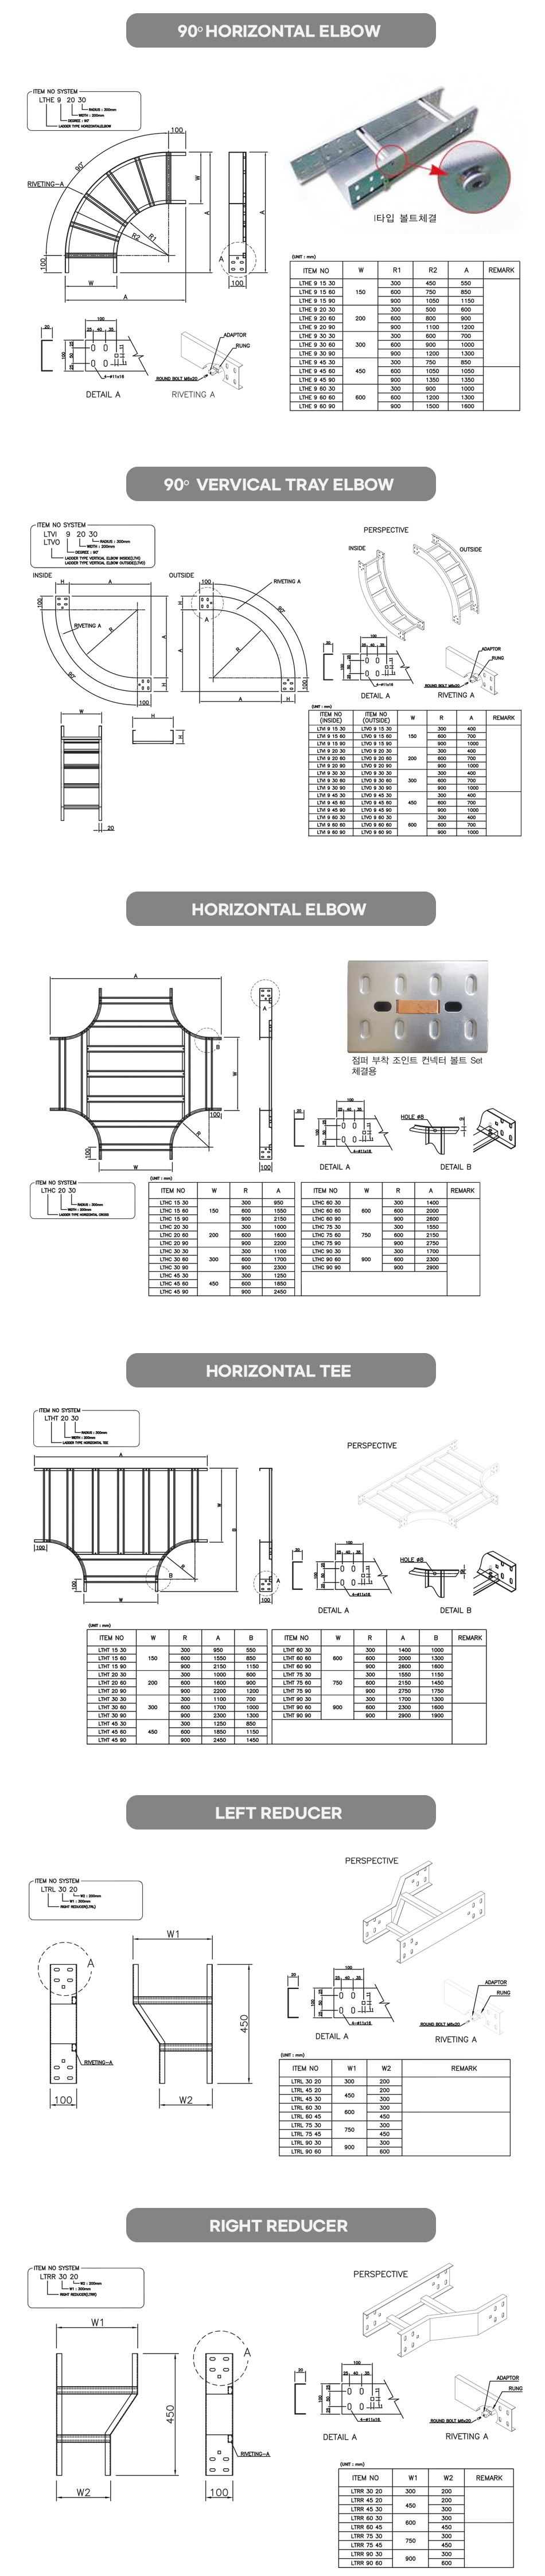 90° HORIZONTAL ELBOW
ITEM NO SYSTEM
LTHE 9 20 30
RADIUS : 300mm
WIDTH : 200mm
DEGREE : 90°
LADDER TYPE HORIZONTALELBOW
I타입 볼트체결
RIVETING-A
DETAIL A
RIVETING A
ADAPTOR
RUNG
ROUND BOLT M6x20
4-#11x16
(UNIT : mm)
ITEM NO W R1 R2 A REMARK
LTHE 9 15 30 150 300 450 550
LTHE 9 15 60 600 750 850
LTHE 9 15 90 900 1050 1150
LTHE 9 20 30 200 300 500 600
LTHE 9 20 60 600 800 900
LTHE 9 20 90 900 1100 1200
LTHE 9 30 30 300 300 600 700
LTHE 9 30 60 600 900 1000
LTHE 9 30 90 900 1200 1300
LTHE 9 45 30 450 300 750 850
LTHE 9 45 60 600 1050 1050
LTHE 9 45 90 900 1350 1350
LTHE 9 60 30 600 300 900 1000
LTHE 9 60 60 600 1200 1300
LTHE 9 60 90 900 1500 1600
90° VERVICAL TRAY ELBOW
ITEM NO SYSTEM
LTVI 9 20 30
LTVO
RADIUS : 300mm
WIDTH : 200mm
DEGREE : 90°
LADDER TYPE VERTICAL ELBOW INSIDE(LTVI)
LADDER TYPE VERTICAL ELBOW OUTSIDE(LTVO)
PERSPECTIVE
INSIDE
OUTSIDE
INSIDE
OUTSIDE
RIVETING A
RIVETING A
ADAPTOR
RUNG
ROUND BOLT M6x20
DETAIL A
RIVETING A
(UNIT : mm)
ITEM NO (INSIDE) ITEM NO (OUTSIDE) W R A REMARK
LTVI 9 15 30 LTVO 9 15 30 150 300 400
LTVI 9 15 60 LTVO 9 15 60 600 700
LTVI 9 15 90 LTVO 9 15 90 900 1000
LTVI 9 20 30 LTVO 9 20 30 200 300 400
LTVI 9 20 60 LTVO 9 20 60 600 700
LTVI 9 20 90 LTVO 9 20 90 900 1000
LTVI 9 30 30 LTVO 9 30 30 300 300 400
LTVI 9 30 60 LTVO 9 30 60 600 700
LTVI 9 30 90 LTVO 9 30 90 900 1000
LTVI 9 45 30 LTVO 9 45 30 450 300 400
LTVI 9 45 60 LTVO 9 45 60 600 700
LTVI 9 45 90 LTVO 9 45 90 900 1000
LTVI 9 60 30 LTVO 9 60 30 600 300 400
LTVI 9 60 60 LTVO 9 60 60 600 700
LTVI 9 60 90 LTVO 9 60 90 900 1000
HORIZONTAL ELBOW
점퍼 부착 조인트 컨넥터 볼트 Set
체결용
HOLE ø8
DETAIL A
DETAIL B
ITEM NO SYSTEM
LTHC 20 30
RADIUS : 300mm
WIDTH : 200mm
LADDER TYPE HORIZONTAL CROSS
(UNIT : mm)
ITEM NO W R A ITEM NO W R A REMARK
LTHC 15 30 150 300 950 LTHC 60 30 600 300 1400
LTHC 15 60 600 1550 LTHC 60 60 600 2000
LTHC 15 90 900 2150 LTHC 60 90 900 2600
LTHC 20 30 200 300 1000 LTHC 75 30 750 300 1550
LTHC 20 60 600 1600 LTHC 75 60 600 2150
LTHC 20 90 900 2200 LTHC 75 90 900 2750
LTHC 30 30 300 300 1100 LTHC 90 30 900 300 1700
LTHC 30 60 600 1700 LTHC 90 60 600 2300
LTHC 30 90 900 2300 LTHC 90 90 900 2900
LTHC 45 30 450 300 1250
LTHC 45 60 600 1850
LTHC 45 90 900 2450
HORIZONTAL TEE
ITEM NO SYSTEM
LTHT 20 30
RADIUS : 300mm
WIDTH : 200mm
LADDER TYPE HORIZONTAL TEE
PERSPECTIVE
HOLE ø8
DETAIL A
DETAIL B
(UNIT : mm)
ITEM NO W R A B ITEM NO W R A B REMARK
LTHT 15 30 150 300 950 550 LTHT 60 30 600 300 1400 1000
LTHT 15 60 600 1550 850 LTHT 60 60 600 2000 1300
LTHT 15 90 900 2150 1150 LTHT 60 90 900 2600 1600
LTHT 20 30 200 300 1000 600 LTHT 75 30 750 300 1550 1150
LTHT 20 60 600 1600 900 LTHT 75 60 600 2150 1450
LTHT 20 90 900 2200 1200 LTHT 75 90 900 2750 1750
LTHT 30 30 300 300 1100 700 LTHT 90 30 900 300 1700 1300
LTHT 30 60 600 1700 1000 LTHT 90 60 600 2300 1600
LTHT 30 90 900 2300 1300 LTHT 90 90 900 2900 1900
LTHT 45 30 450 300 1250 850
LTHT 45 60 600 1850 1150
LTHT 45 90 900 2450 1450
LEFT REDUCER
ITEM NO SYSTEM
LTRL 30 20
W2 : 200mm
W1 : 300mm
RIGHT REDUCER(LTRL)
PERSPECTIVE
W1
A
450
RIVETING-A
100
W2
ADAPTOR
RUNG
ROUND BOLT M6x20
DETAIL A
RIVETING A
(UNIT : mm)
ITEM NO W1 W2 REMARK
LTRL 30 20 300 200
LTRL 45 20 450 200
LTRL 45 30 300
LTRL 60 30 600 300
LTRL 60 45 450
LTRL 75 30 750 300
LTRL 75 45 450
LTRL 90 30 900 300
LTRL 90 60 600
RIGHT REDUCER
ITEM NO SYSTEM
LTRR 30 20
W2 : 200mm
W1 : 300mm
RIGHT REDUCER(LTRR)
PERSPECTIVE
W1
A
450
RIVETING-A
W2
100
ADAPTOR
RUNG
ROUND BOLT M6x20
DETAIL A
RIVETING A
(UNIT : mm)
ITEM NO W1 W2 REMARK
LTRR 30 20 300 200
LTRR 45 20 450 200
LTRR 45 30 300
LTRR 60 30 600 300
LTRR 60 45 450
LTRR 75 30 750 300
LTRR 75 45 450
LTRR 90 30 900 300
LTRR 90 60 600